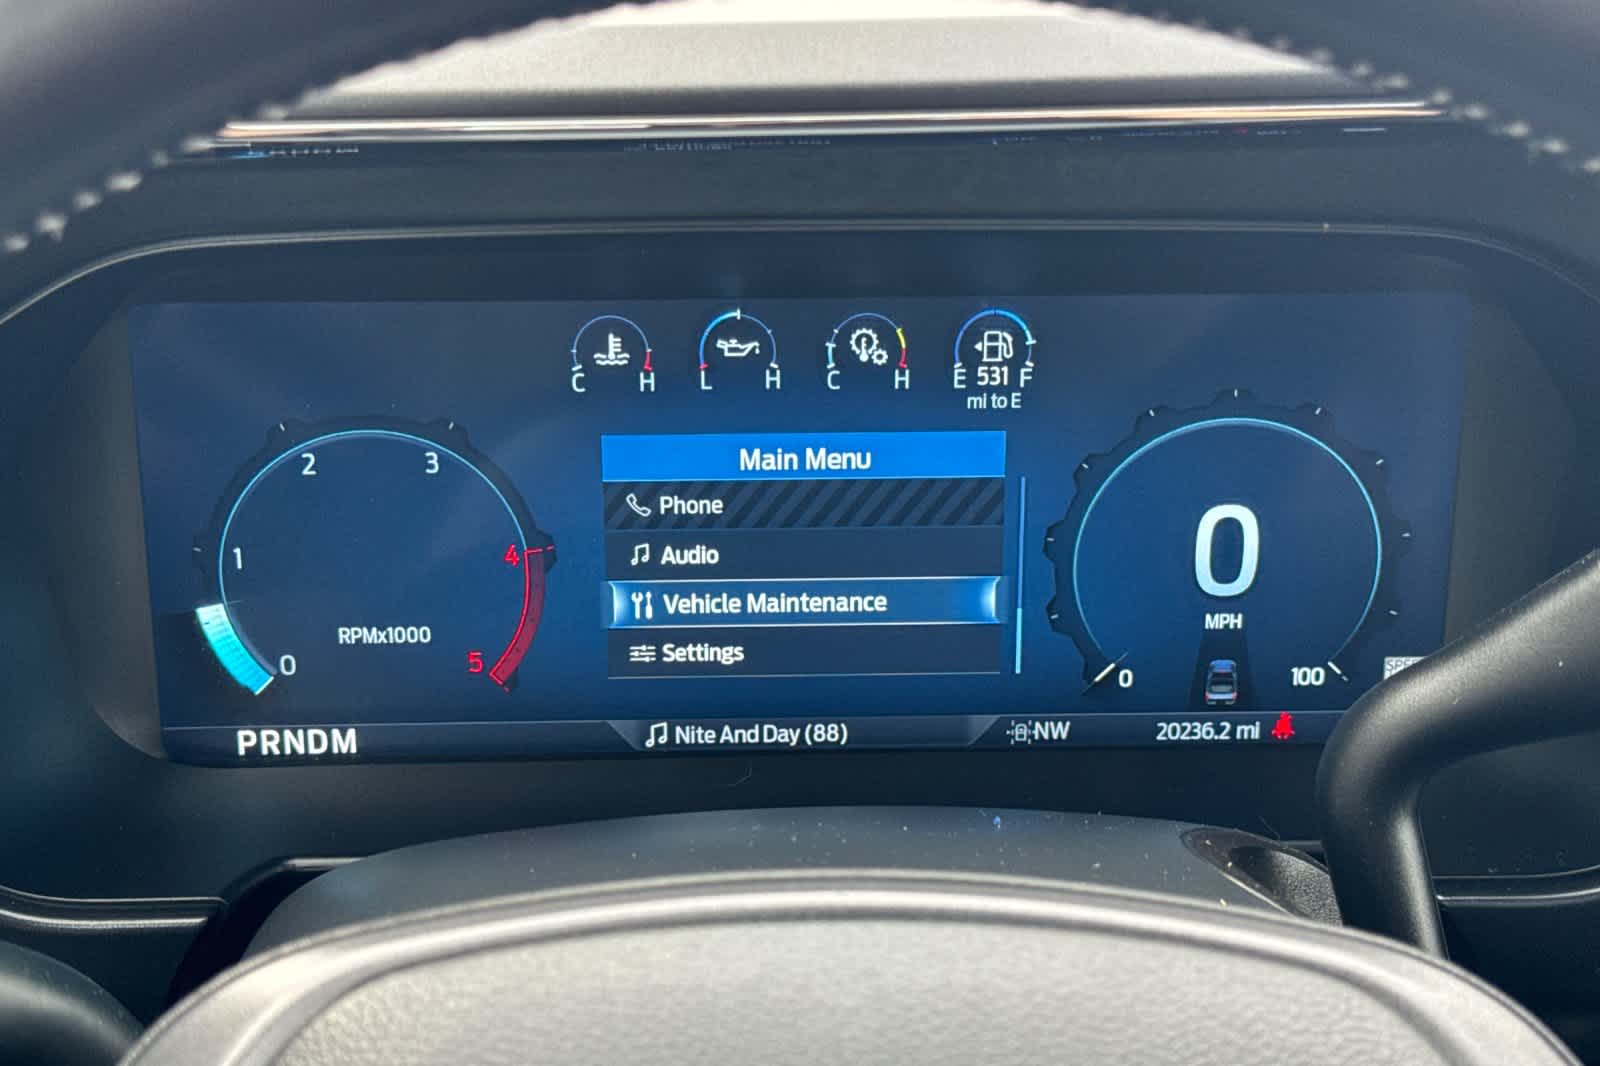 C H
L H
C H
E 531 F
mi to E
Main Menu
Phone
Audio
Vehicle Maintenance
Settings
0
1
2
3
4
5
RPMx1000
0
MPH
0
100
PRNDM
Nite And Day (88)
NW
20236.2 mi